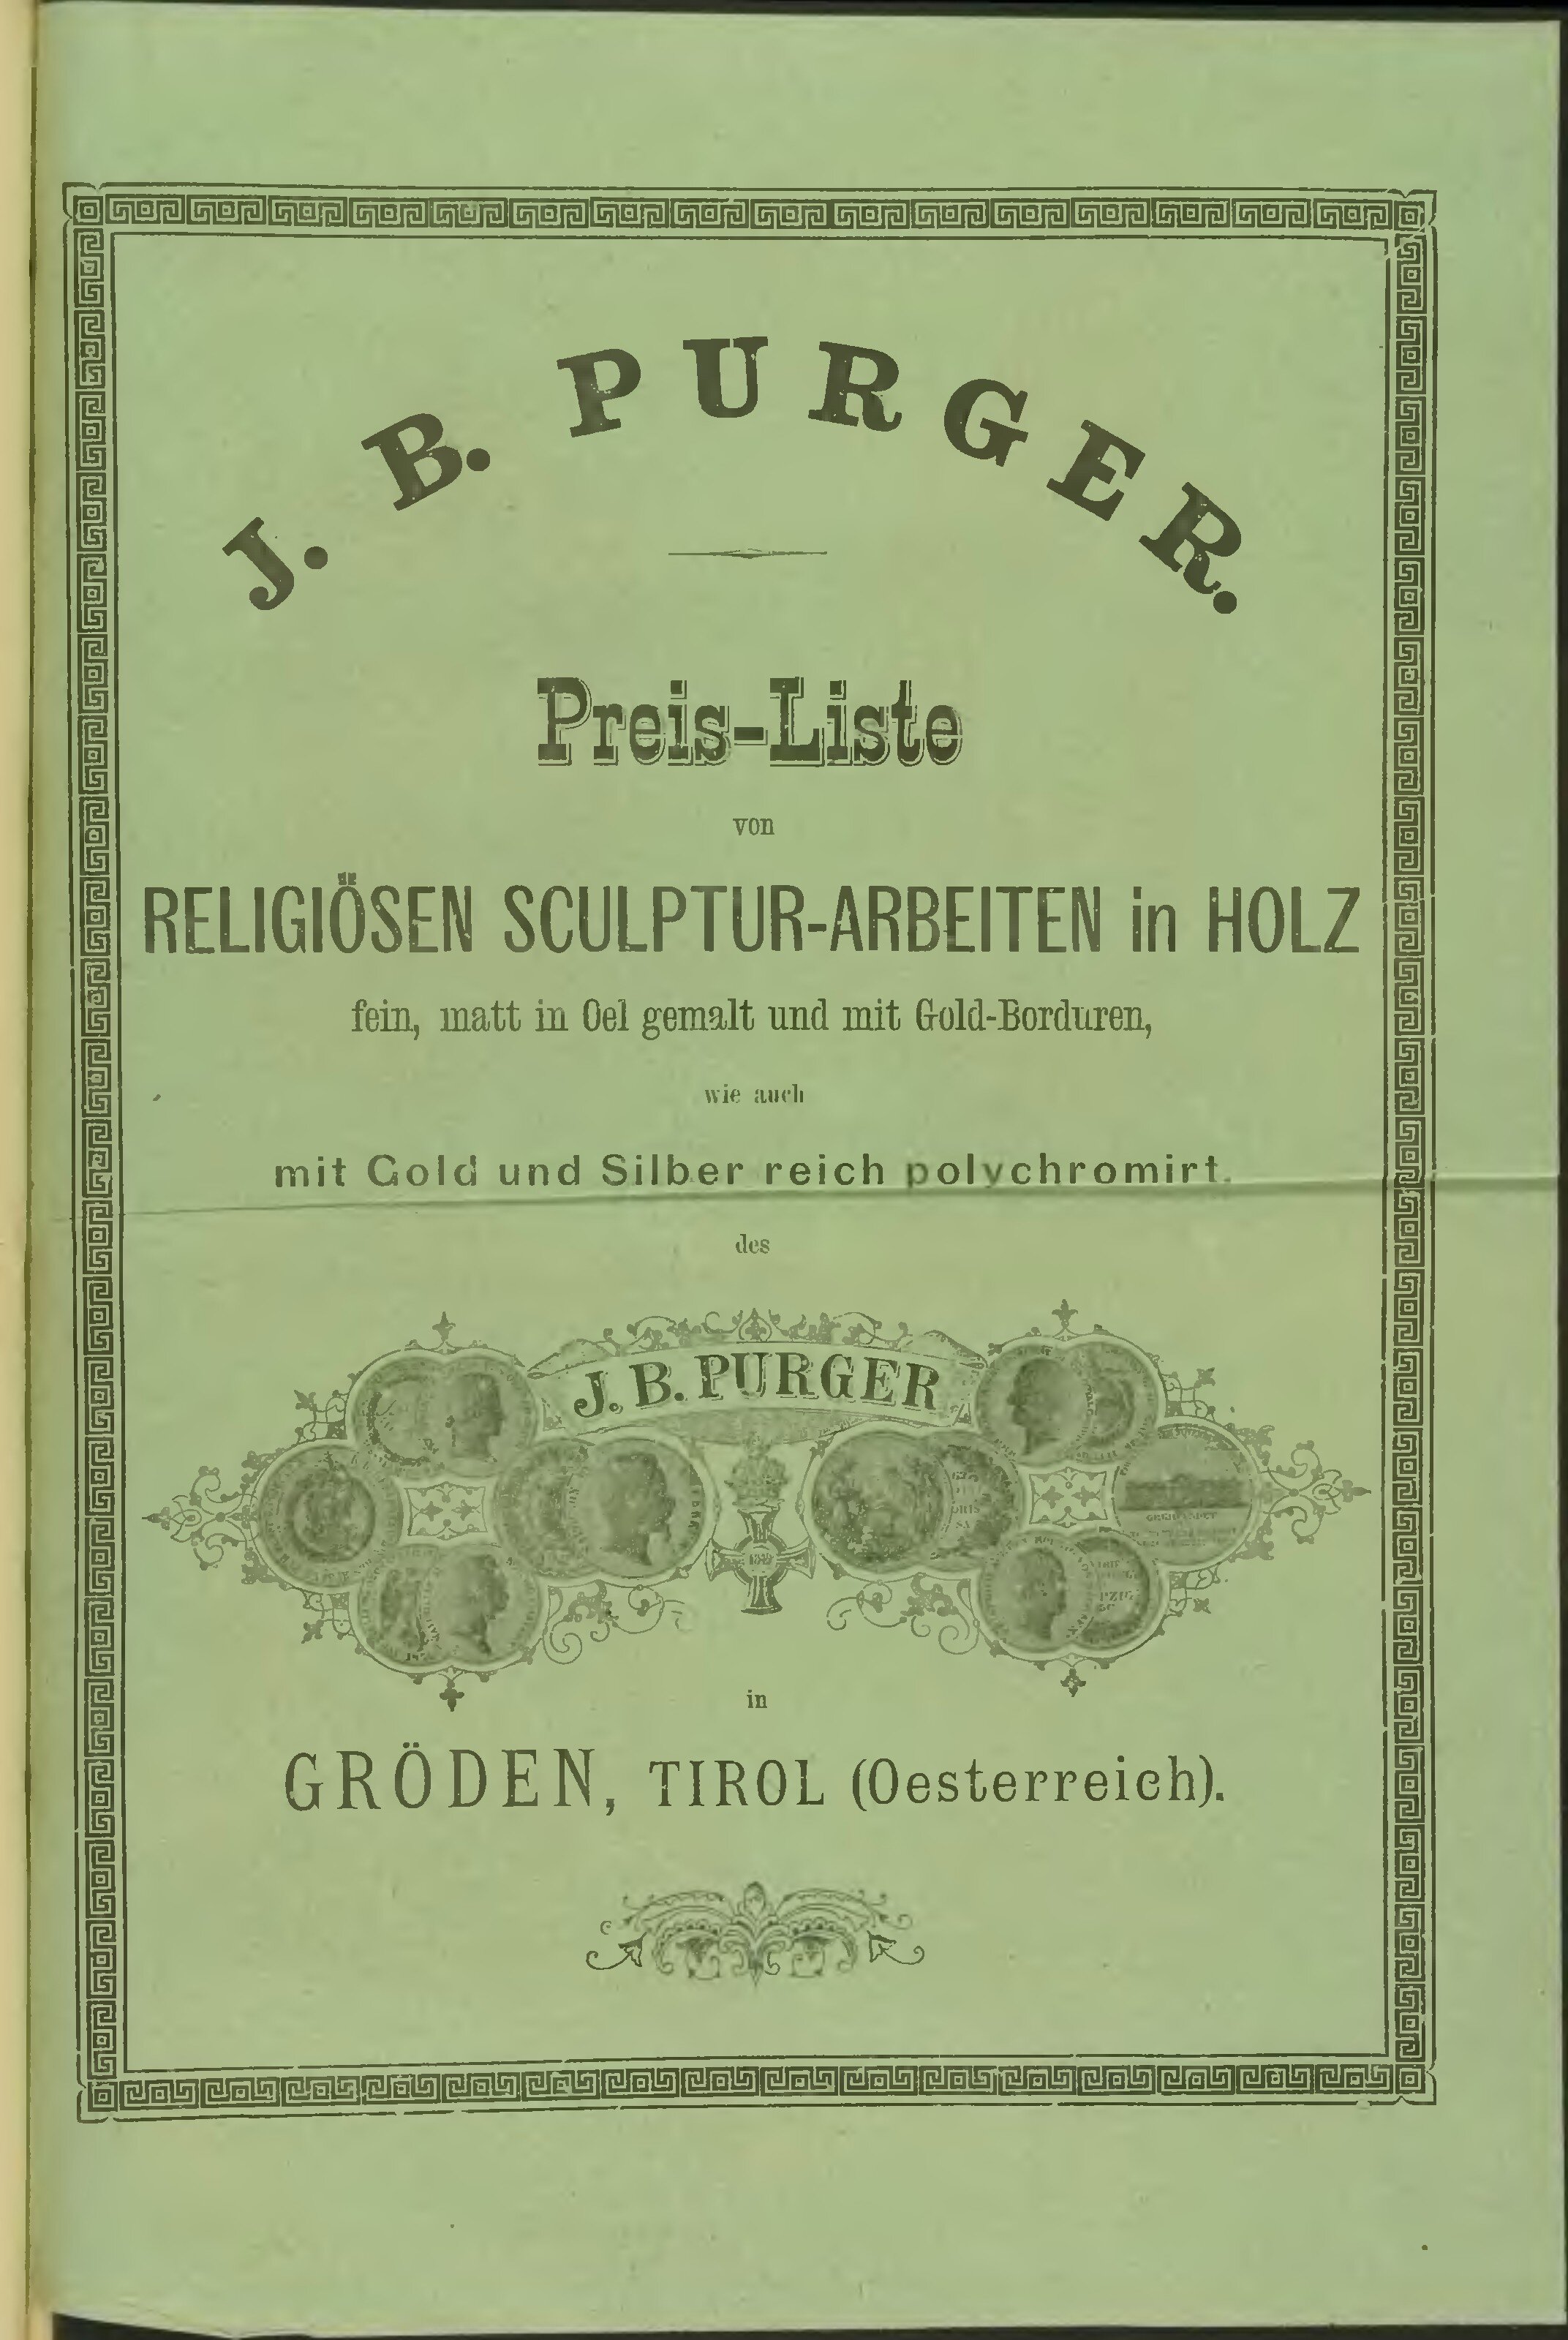 J. B. PURGER.
Preis-Liste
von
RELIGIÖSEN SCULPTUR-ARBEITEN in HOLZ
fein, matt in Oel gemalt und mit Gold-Borduren,
wie auch
mit Gold und Silber reich polychromirt.
des
J. B. PURGER
in
GRÖDEN, TIROL (Oesterreich).